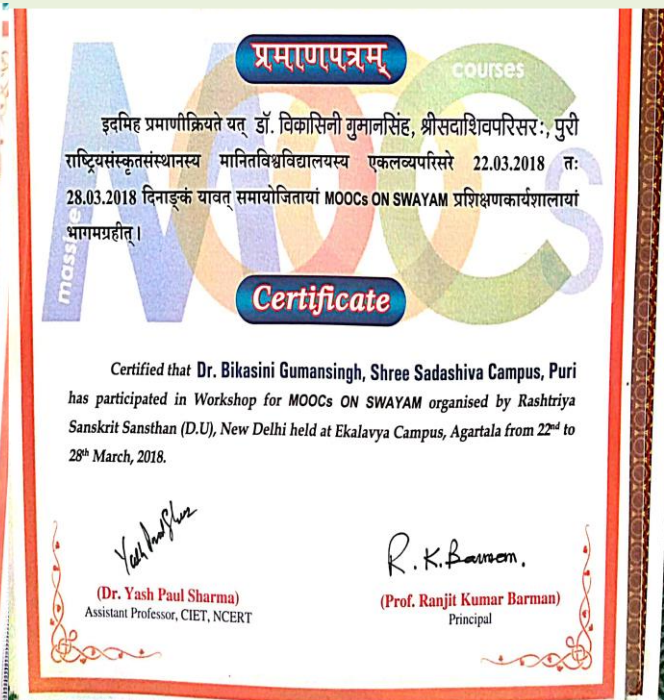 प्रमाणपत्रम्
courses
massive
MOOCs
इदमिह प्रमाणीक्रियते यत् डॉ. विकासिनी गुमानसिंह, श्रीसदाशिवपरिसरः, पुरी
राष्ट्रियसंस्कृतसंस्थानस्य मानितविश्वविद्यालयस्य एकलव्यपरिसरे 22.03.2018 तः
28.03.2018 दिनाङ्कं यावत् समायोजितायां MOOCs ON SWAYAM प्रशिक्षणकार्यशालायां
भागमग्रहीत्।
Certificate
Certified that Dr. Bikasini Gumansingh, Shree Sadashiva Campus, Puri
has participated in Workshop for MOOCs ON SWAYAM organised by Rashtriya
Sanskrit Sansthan (D.U), New Delhi held at Ekalavya Campus, Agartala from 22nd to
28th March, 2018.
R. K. Barman.
(Dr. Yash Paul Sharma)
Assistant Professor, CIET, NCERT
(Prof. Ranjit Kumar Barman)
Principal